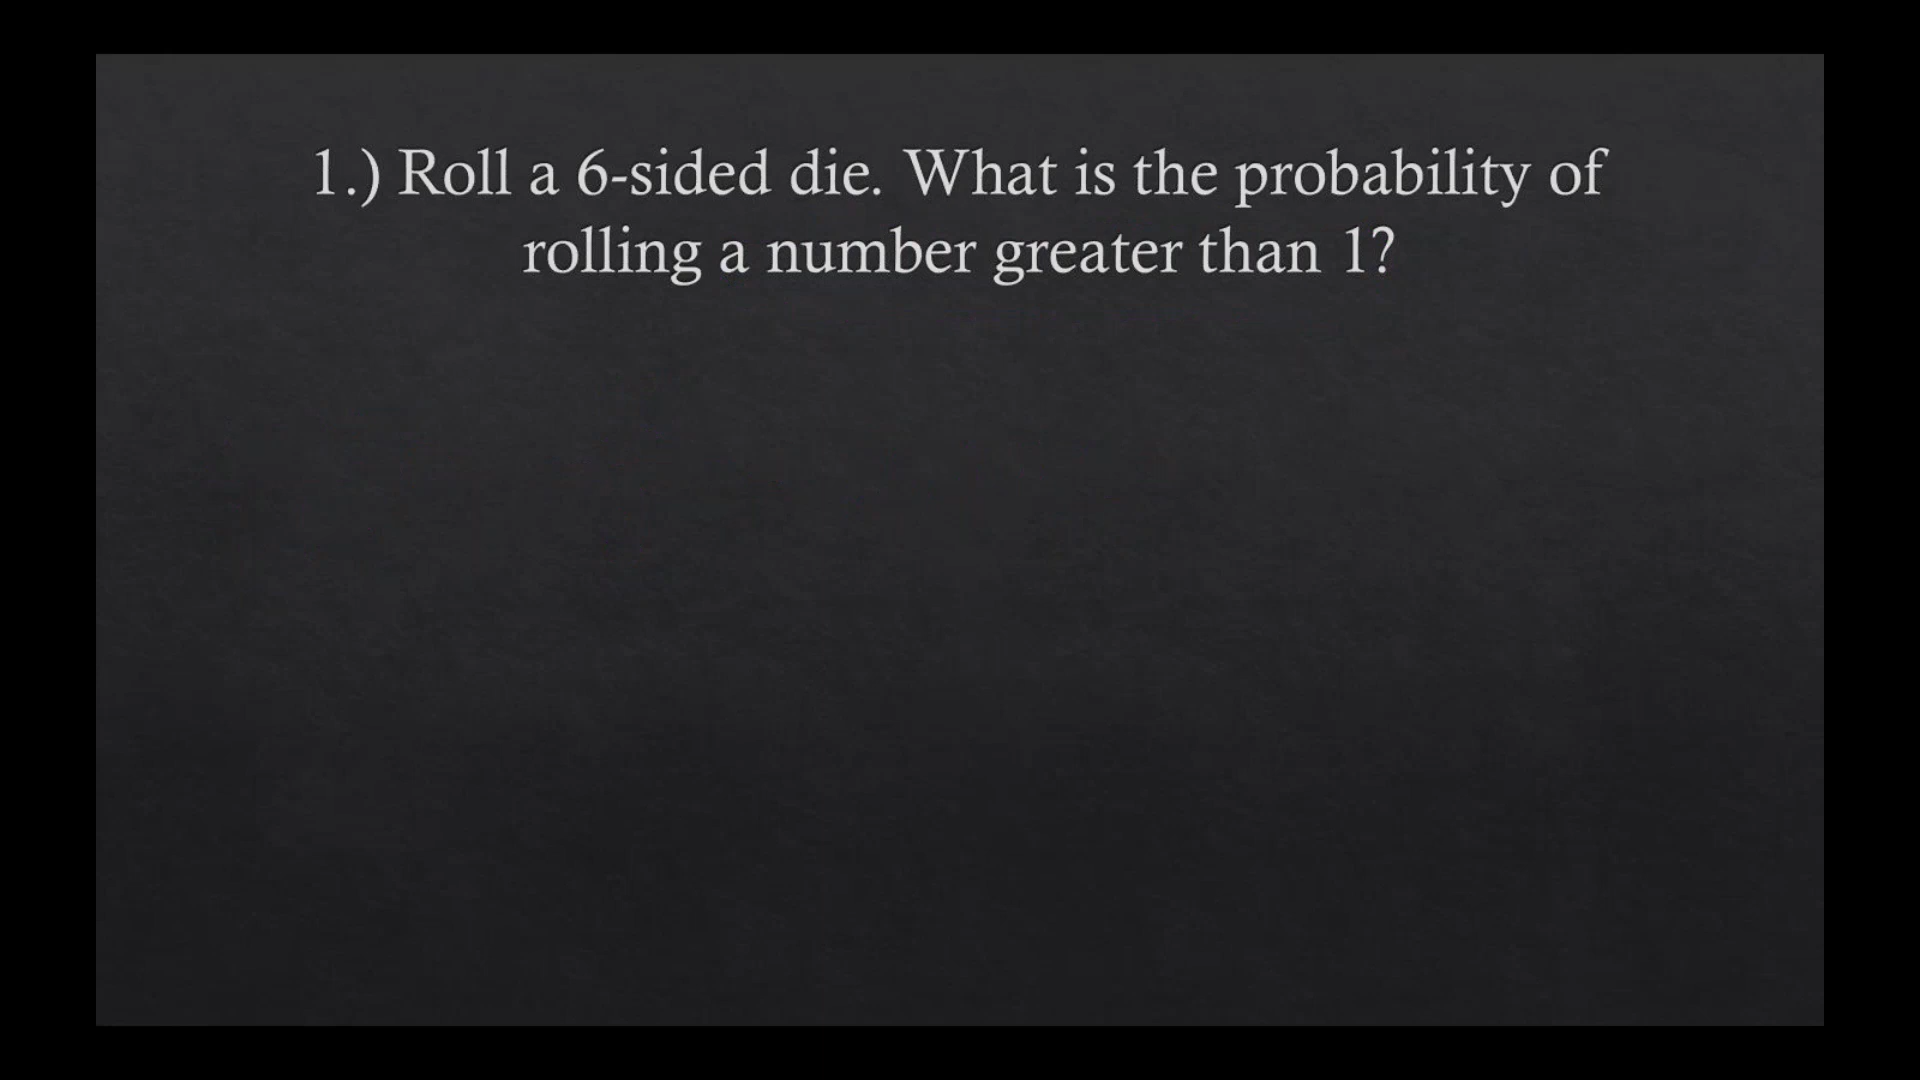 1.) Roll a 6-sided die. What is the probability of
rolling a number greater than 1?